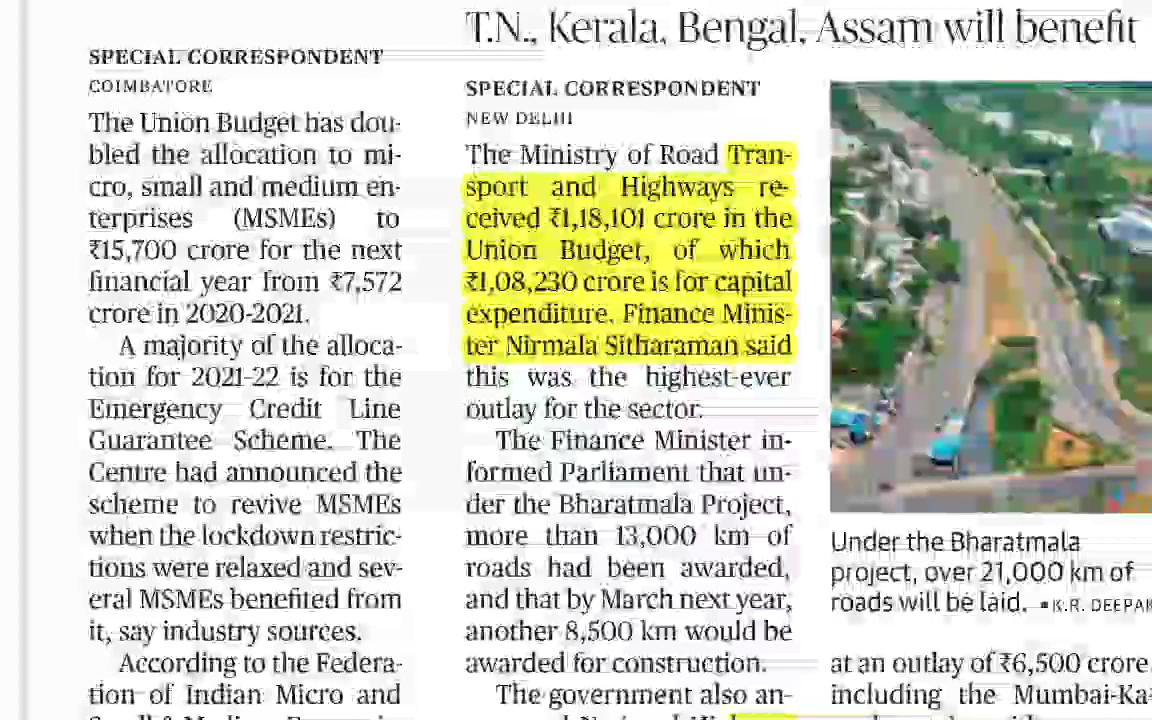 SPECIAL CORRESPONDENT
COIMBATORE
The Union Budget has dou-
bled the allocation to mi-
cro, small and medium en-
terprises (MSMEs) to
₹15,700 crore for the next
financial year from ₹7,572
crore in 2020-2021.
A majority of the alloca-
tion for 2021-22 is for the
Emergency Credit Line
Guarantee Scheme. The
Centre had announced the
scheme to revive MSMEs
when the lockdown restric-
tions were relaxed and sev-
eral MSMEs benefited from
it, say industry sources.
According to the Federa-
tion of Indian Micro and
T.N., Kerala, Bengal, Assam will benefit
SPECIAL CORRESPONDENT
NEW DELHI
The Ministry of Road Tran-
sport and Highways re-
ceived ₹1,18,101 crore in the
Union Budget, of which
₹1,08,230 crore is for capital
expenditure. Finance Minis-
ter Nirmala Sitharaman said
this was the highest-ever
outlay for the sector.
The Finance Minister in-
formed Parliament that un-
der the Bharatmala Project,
more than 13,000 km of
roads had been awarded,
and that by March next year,
another 8,500 km would be
awarded for construction.
The government also an-
Under the Bharatmala
project, over 21,000 km of
roads will be laid. ▪ K.R. DEEPAK
at an outlay of ₹6,500 crore,
including the Mumbai-Ka-